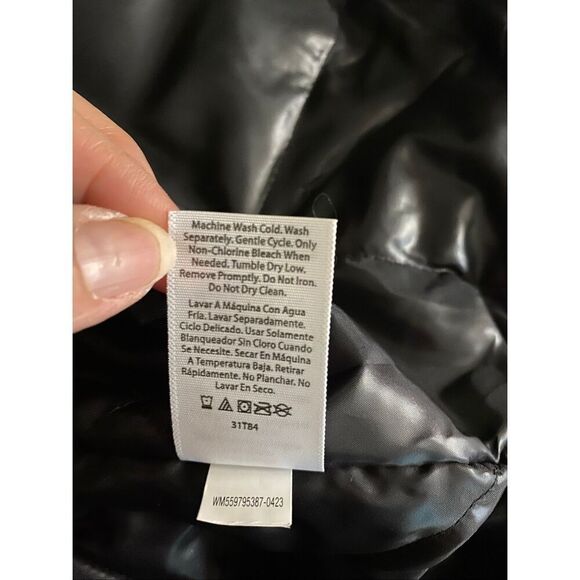 Machine Wash Cold. Wash
Separately. Gentle Cycle. Only
Non-Chlorine Bleach When
Needed. Tumble Dry Low.
Remove Promptly. Do Not Iron.
Do Not Dry Clean.
Lavar A Máquina Con Agua
Fría. Lavar Separadamente.
Ciclo Delicado. Usar Solamente
Blanqueador Sin Cloro Cuando
Se Necesite. Secar En Máquina
A Temperatura Baja. Retirar
Rápidamente. No Planchar. No
Lavar En Seco.
31T84
WM559795387-0423